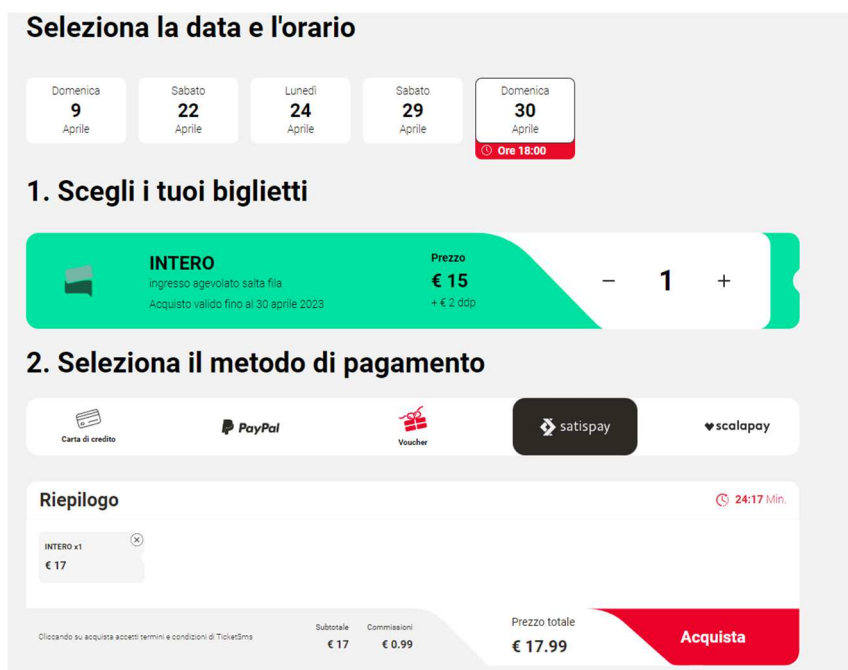 Seleziona la data e l'orario
Domenica
9
Aprile
Sabato
22
Aprile
Lunedì
24
Aprile
Sabato
29
Aprile
Domenica
30
Aprile
Ore 18:00
1. Scegli i tuoi biglietti
INTERO
ingresso agevolato salta fila
Acquisto valido fino al 30 aprile 2023
Prezzo
€ 15
+ € 2 ddp
− 1 +
2. Seleziona il metodo di pagamento
Carta di credito
PayPal
Voucher
satispay
scalapay
Riepilogo
24:17 Min.
INTERO x1
€ 17
Cliccando su acquista accetti termini e condizioni di TicketSms
Subtotale
€ 17
Commissioni
€ 0.99
Prezzo totale
€ 17.99
Acquista